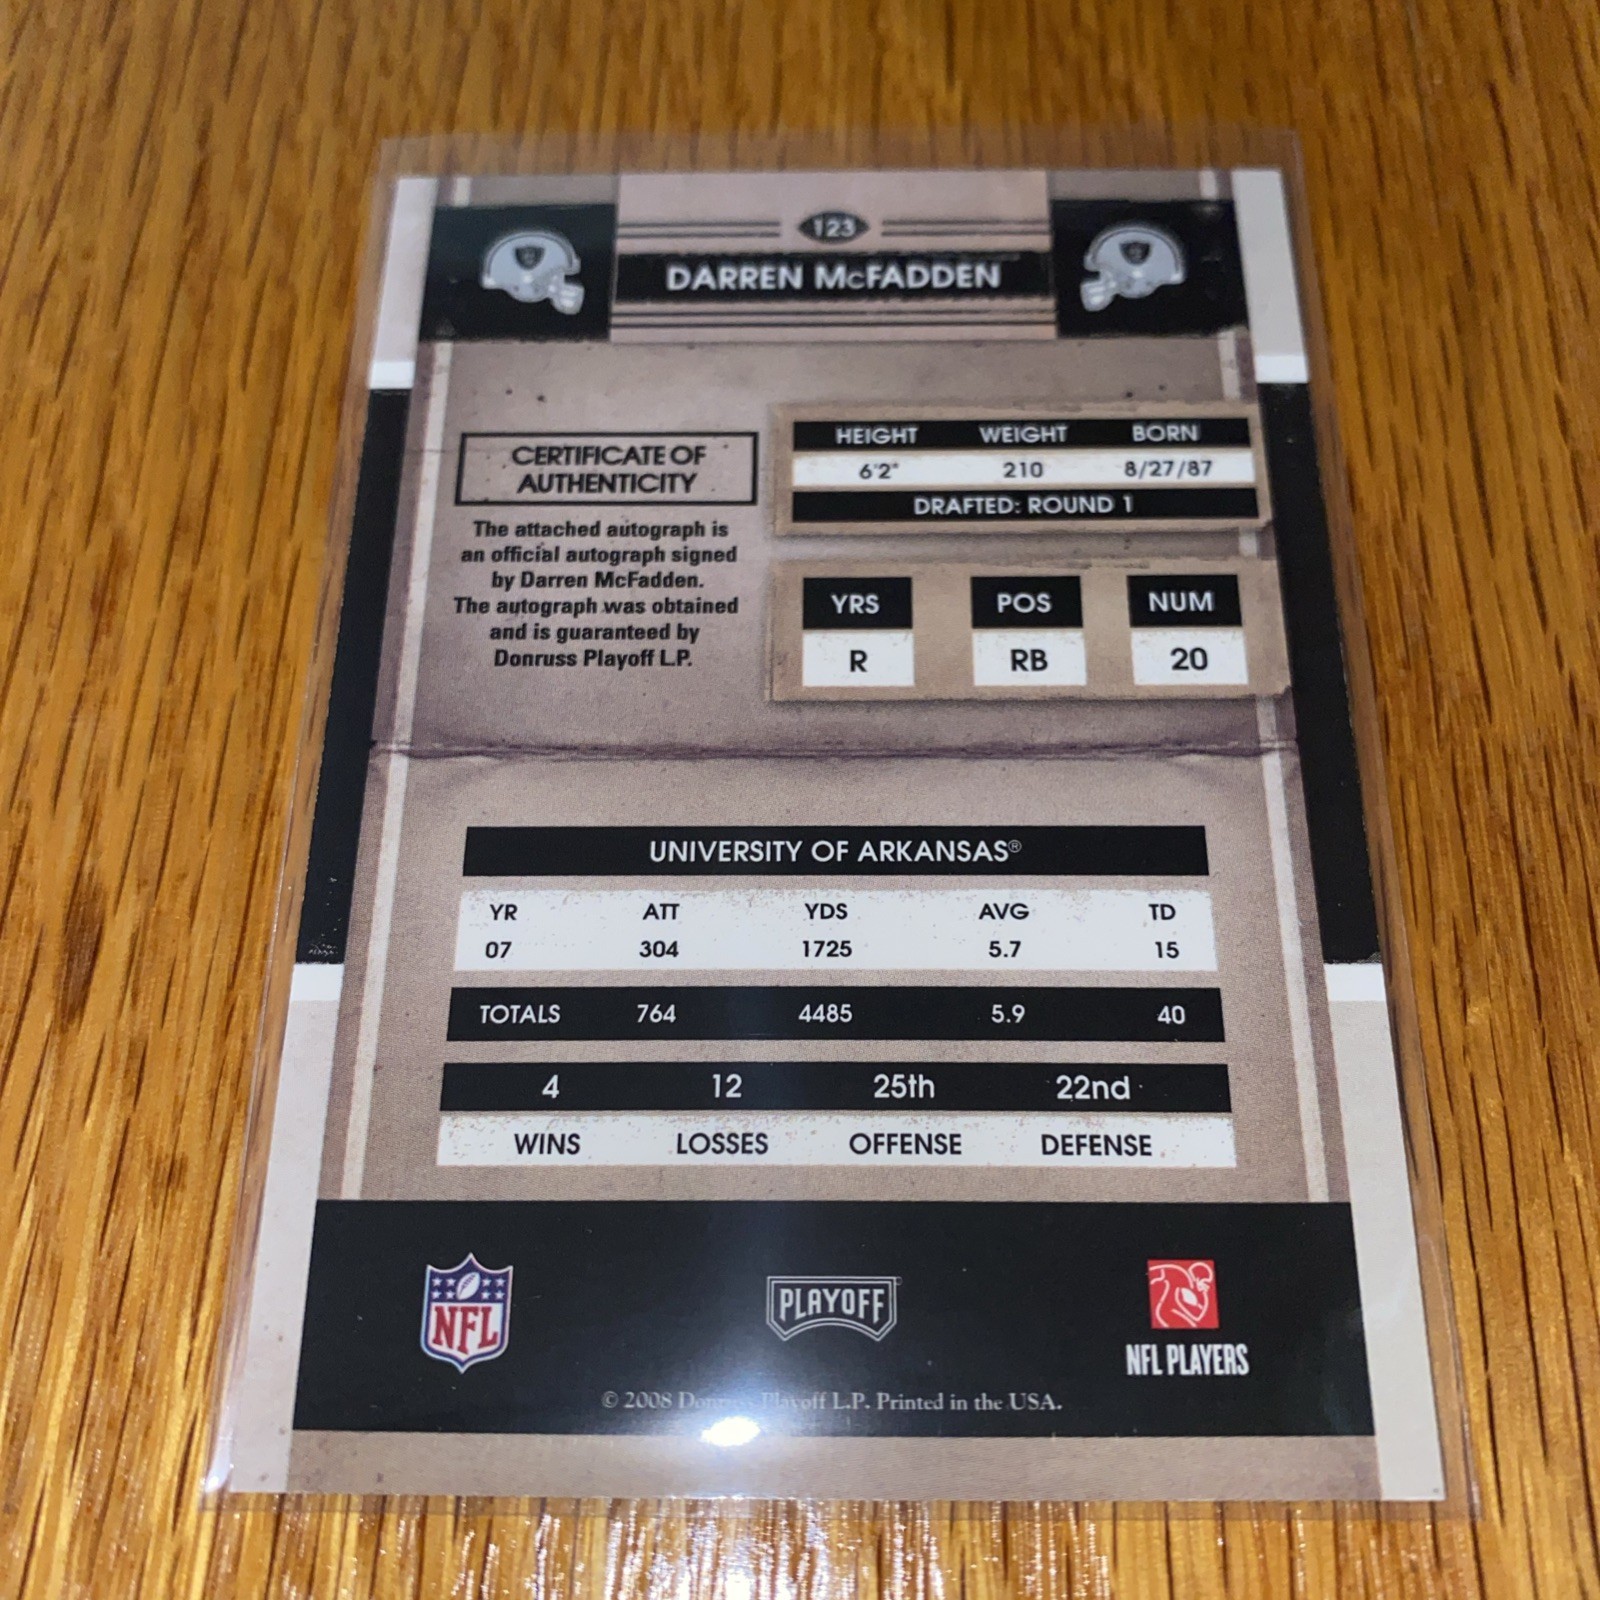 123
DARREN McFADDEN
CERTIFICATE OF
AUTHENTICITY
The attached autograph is
an official autograph signed
by Darren McFadden.
The autograph was obtained
and is guaranteed by
Donruss Playoff L.P.
HEIGHT WEIGHT BORN
6'2" 210 8/27/87
DRAFTED: ROUND 1
YRS POS NUM
R RB 20
UNIVERSITY OF ARKANSAS®
YR ATT YDS AVG TD
07 304 1725 5.7 15
TOTALS 764 4485 5.9 40
4 12 25th 22nd
WINS LOSSES OFFENSE DEFENSE
NFL
PLAYOFF
NFL PLAYERS
© 2008 Donruss Playoff L.P. Printed in the USA.